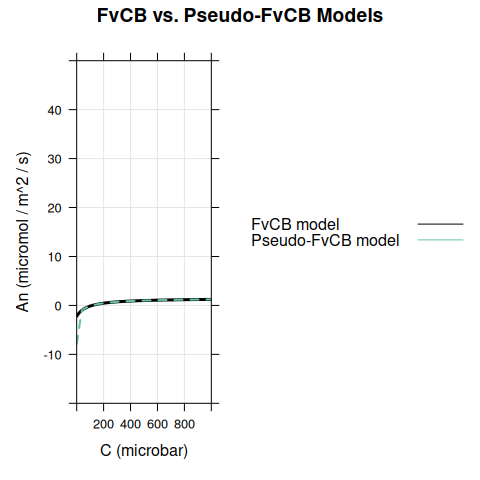 FvCB vs. Pseudo-FvCB Models
An (micromol / m^2 / s)
40
30
20
10
0
-10
200 400 600 800
C (microbar)
FvCB model
Pseudo-FvCB model